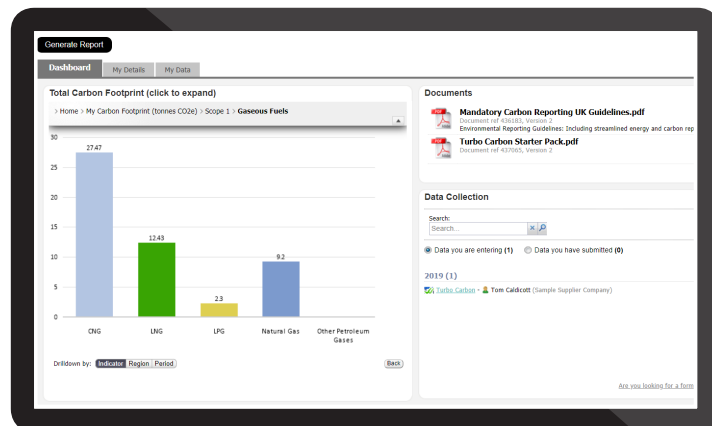 Generate Report
Dashboard My Details My Data
Total Carbon Footprint (click to expand)
> Home > My Carbon Footprint (tonnes CO2e) > Scope 1 > Gaseous Fuels
30
25
20
15
10
5
0
27.47
12.43
2.3
9.2
CNG LNG LPG Natural Gas Other Petroleum
Gases
Drilldown by: Indicator Region Period Back
Documents
Mandatory Carbon Reporting UK Guidelines.pdf
Document ref 436183, Version 2
Environmental Reporting Guidelines: Including streamlined energy and carbon rep
Turbo Carbon Starter Pack.pdf
Document ref 437065, Version 2
Data Collection
Search:
Search...
Data you are entering (1) Data you have submitted (0)
2019 (1)
Turbo Carbon - Tom Caldicott (Sample Supplier Company)
Are you looking for a form